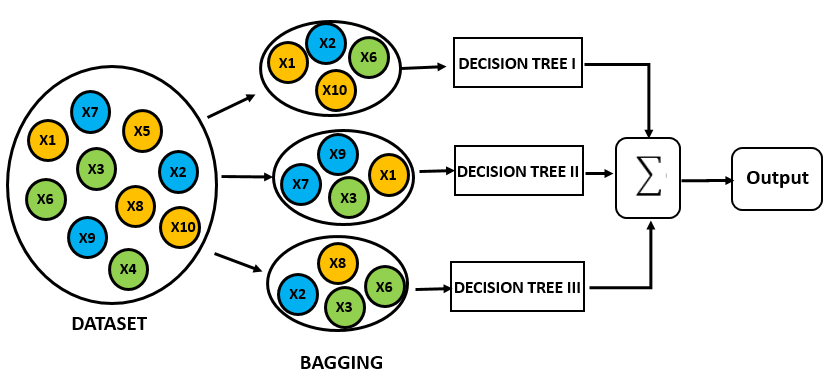 X7
X1
X5
X3
X2
X6
X8
X10
X9
X4
DATASET
X2
X1
X6
X10
X9
X7
X1
X3
X8
X2
X6
X3
BAGGING
DECISION TREE I
DECISION TREE II
DECISION TREE III
∑
Output